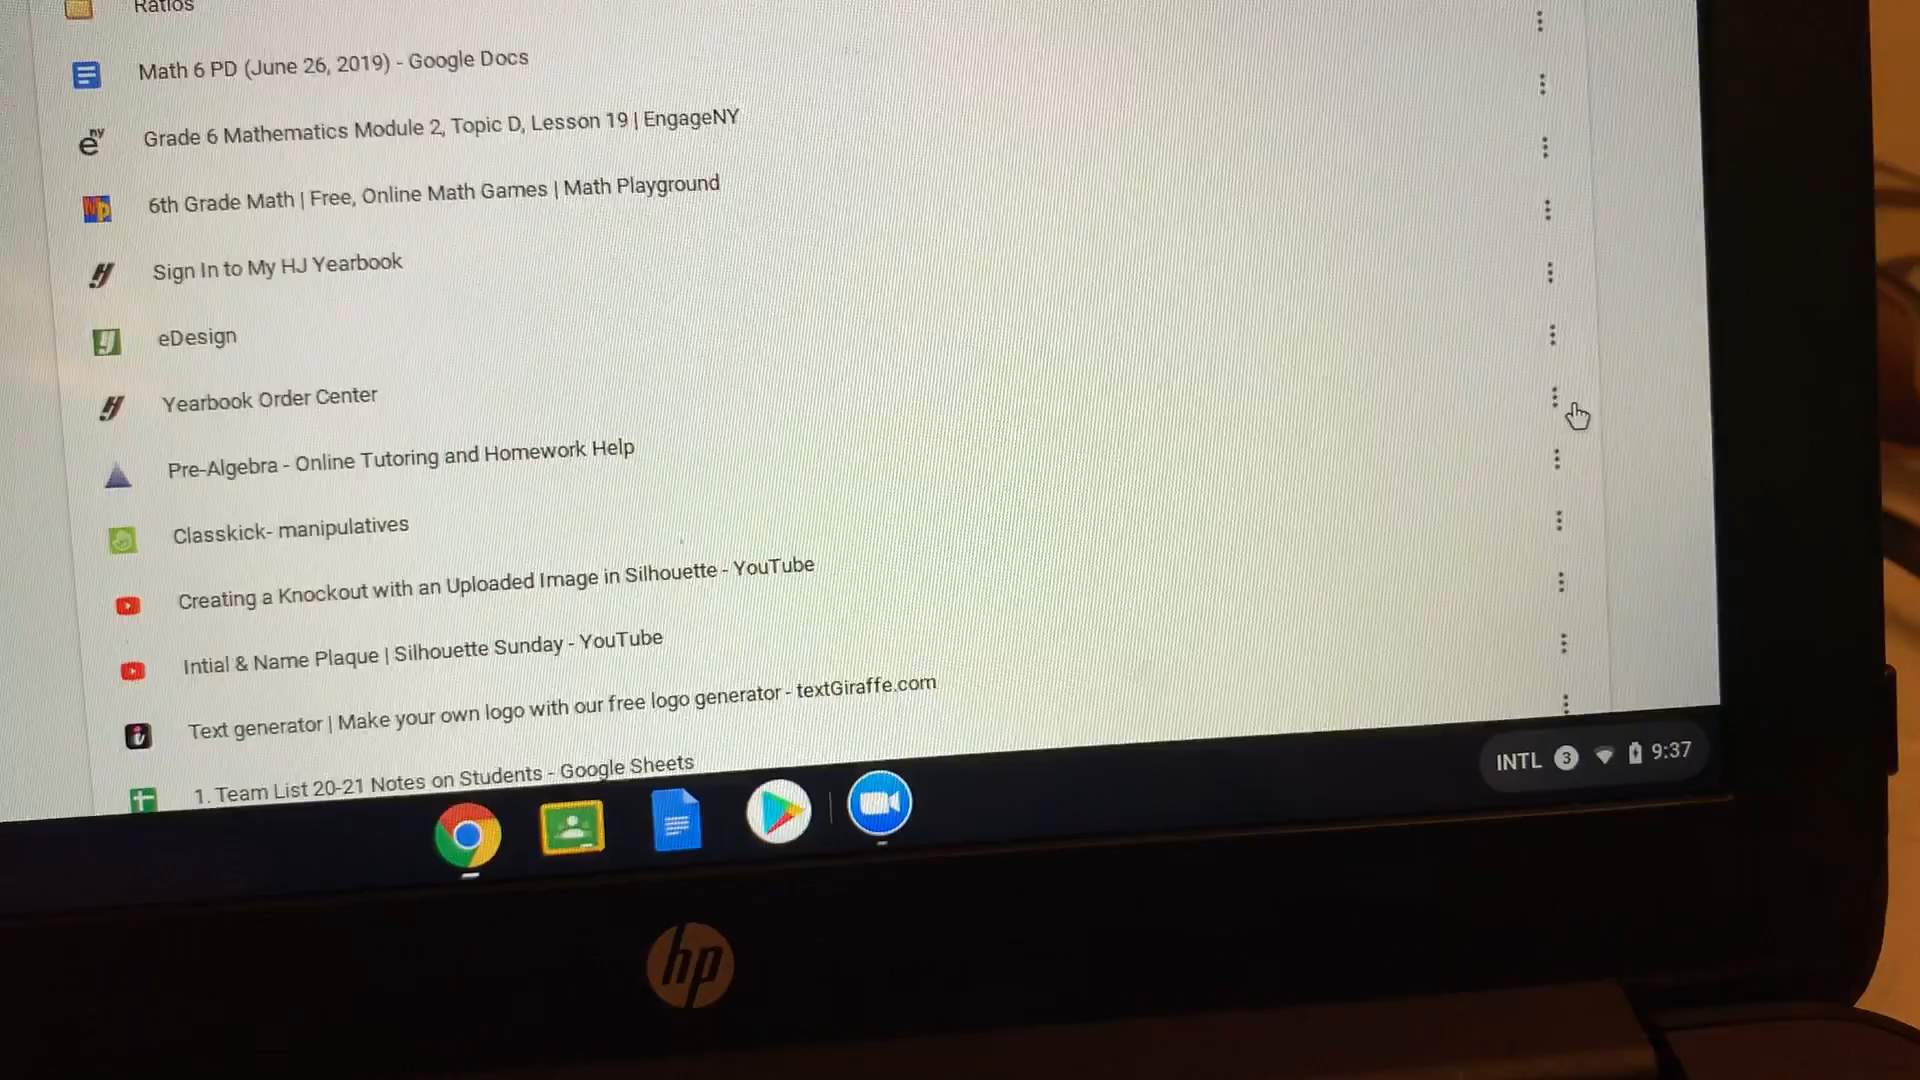 Ratios
Math 6 PD (June 26, 2019) - Google Docs
ny
e
Grade 6 Mathematics Module 2, Topic D, Lesson 19 | EngageNY
Mp
6th Grade Math | Free, Online Math Games | Math Playground
HJ
Sign In to My HJ Yearbook
eDesign
HJ
Yearbook Order Center
Pre-Algebra - Online Tutoring and Homework Help
Classkick- manipulatives
Creating a Knockout with an Uploaded Image in Silhouette - YouTube
Intial & Name Plaque | Silhouette Sunday - YouTube
Text generator | Make your own logo with our free logo generator - textGiraffe.com
1. Team List 20-21 Notes on Students - Google Sheets
INTL 3 9:37
hp